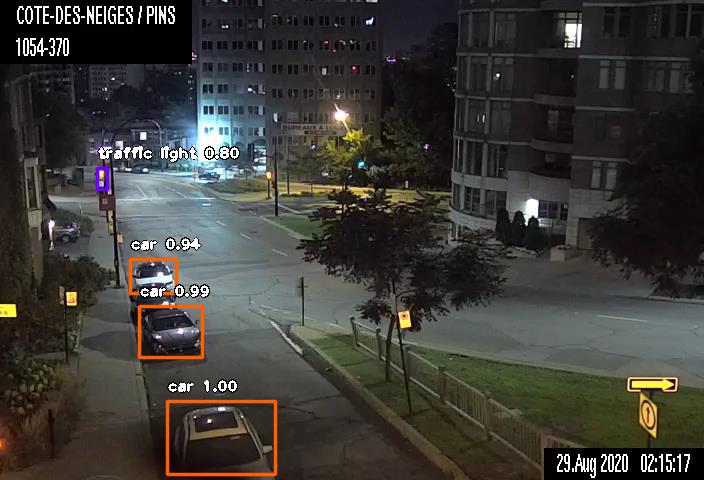 COTE-DES-NEIGES / PINS
1054-370
traffic light 0.80
car 0.94
car 0.99
car 1.00
29.Aug 2020 02:15:17